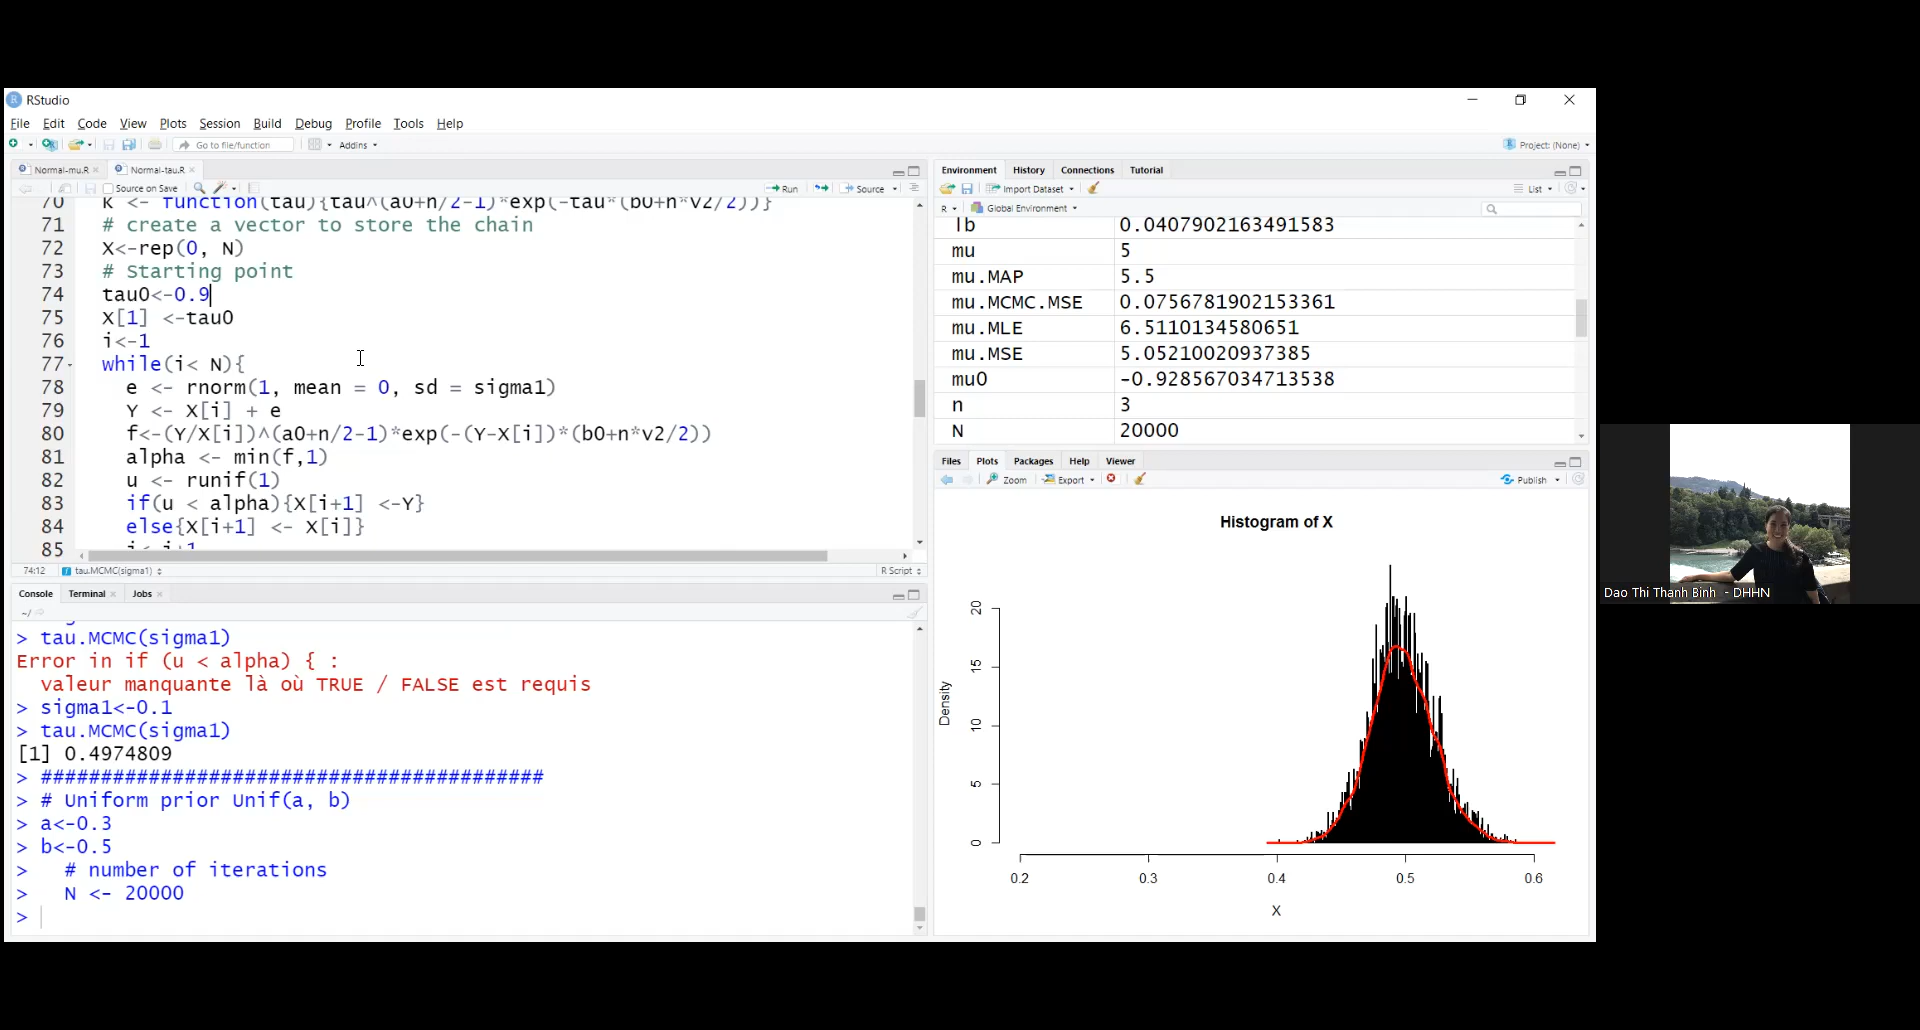 RStudio
File Edit Code View Plots Session Build Debug Profile Tools Help
Go to file/function Addins Project: (None)
Normal-mu.R Normal-tau.R
Source on Save Run Source
70 k <- function(tau){tau^(a0+n/2-1)*exp(-tau*(b0+n*v2/2))}
71 # create a vector to store the chain
72 X<-rep(0, N)
73 # Starting point
74 tau0<-0.9
75 X[1] <-tau0
76 i<-1
77 while(i< N){
78 e <- rnorm(1, mean = 0, sd = sigma1)
79 Y <- X[i] + e
80 f<-(Y/X[i])^(a0+n/2-1)*exp(-(Y-X[i])*(b0+n*v2/2))
81 alpha <- min(f,1)
82 u <- runif(1)
83 if(u < alpha){X[i+1] <-Y}
84 else{X[i+1] <- X[i]}
85 i<-i+1
74:12 tau.MCMC(sigma1) R Script
Console Terminal Jobs
~/
> tau.MCMC(sigma1)
Error in if (u < alpha) { :
valeur manquante là où TRUE / FALSE est requis
> sigma1<-0.1
> tau.MCMC(sigma1)
[1] 0.4974809
> ##########################################
> # Uniform prior Unif(a, b)
> a<-0.3
> b<-0.5
> # number of iterations
> N <- 20000
>
Environment History Connections Tutorial
Import Dataset List
R Global Environment
lb 0.0407902163491583
mu 5
mu.MAP 5.5
mu.MCMC.MSE 0.0756781902153361
mu.MLE 6.5110134580651
mu.MSE 5.05210020937385
mu0 -0.928567034713538
n 3
N 20000
Files Plots Packages Help Viewer
Zoom Export Publish
Histogram of X
Density
20
15
10
5
0
0.2 0.3 0.4 0.5 0.6
X
Dao Thi Thanh Binh - DHHN